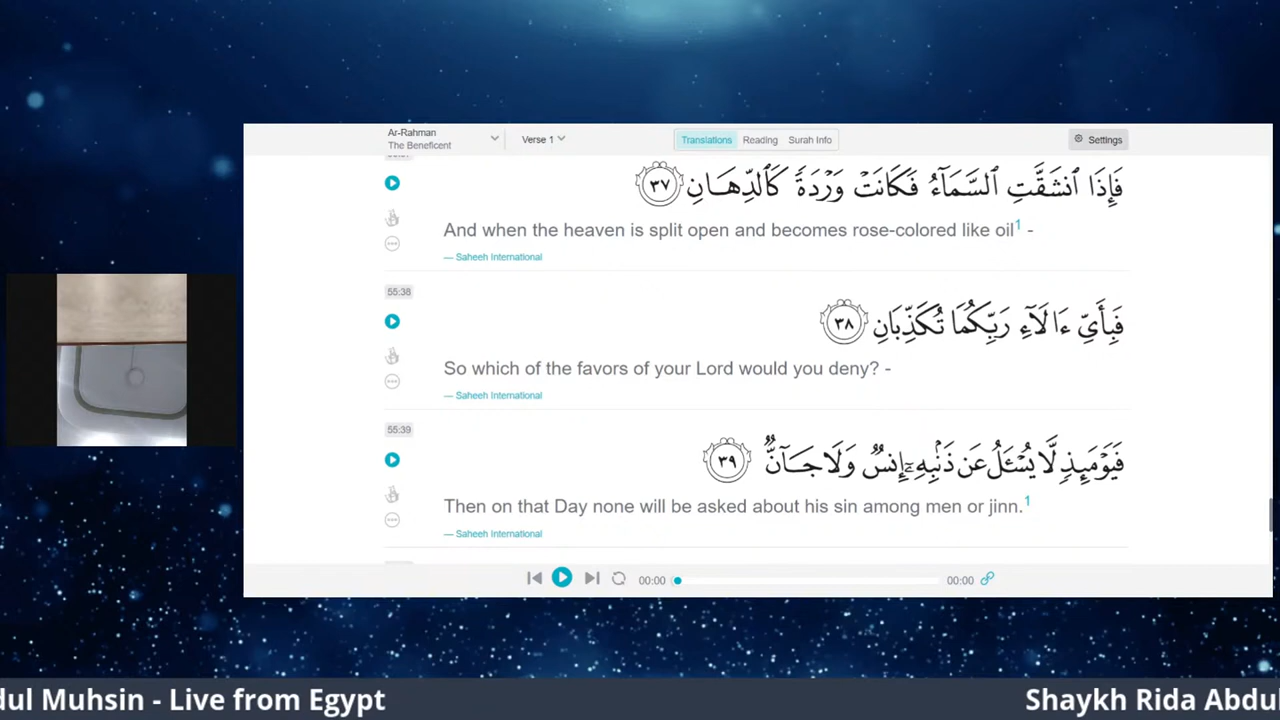 Ar-Rahman
The Beneficent
Verse 1
Translations
Reading
Surah Info
Settings
فَإِذَا ٱنشَقَّتِ ٱلسَّمَآءُ فَكَانَتْ وَرْدَةً كَٱلدِّهَـانِ ٣٧
And when the heaven is split open and becomes rose-colored like oil1 -
— Saheeh International
55:38
فَبِأَىِّ ءَالَآءِ رَبِّكُمَا تُكَذِّبَانِ ٣٨
So which of the favors of your Lord would you deny? -
— Saheeh International
55:39
فَيَوْمَئِذٍ لَّا يُسْـَٔلُ عَن ذَنۢبِهِۦٓ إِنسٌ وَلَا جَـآنٌّ ٣٩
Then on that Day none will be asked about his sin among men or jinn.1
— Saheeh International
00:00
00:00
dul Muhsin - Live from Egypt
Shaykh Rida Abdul